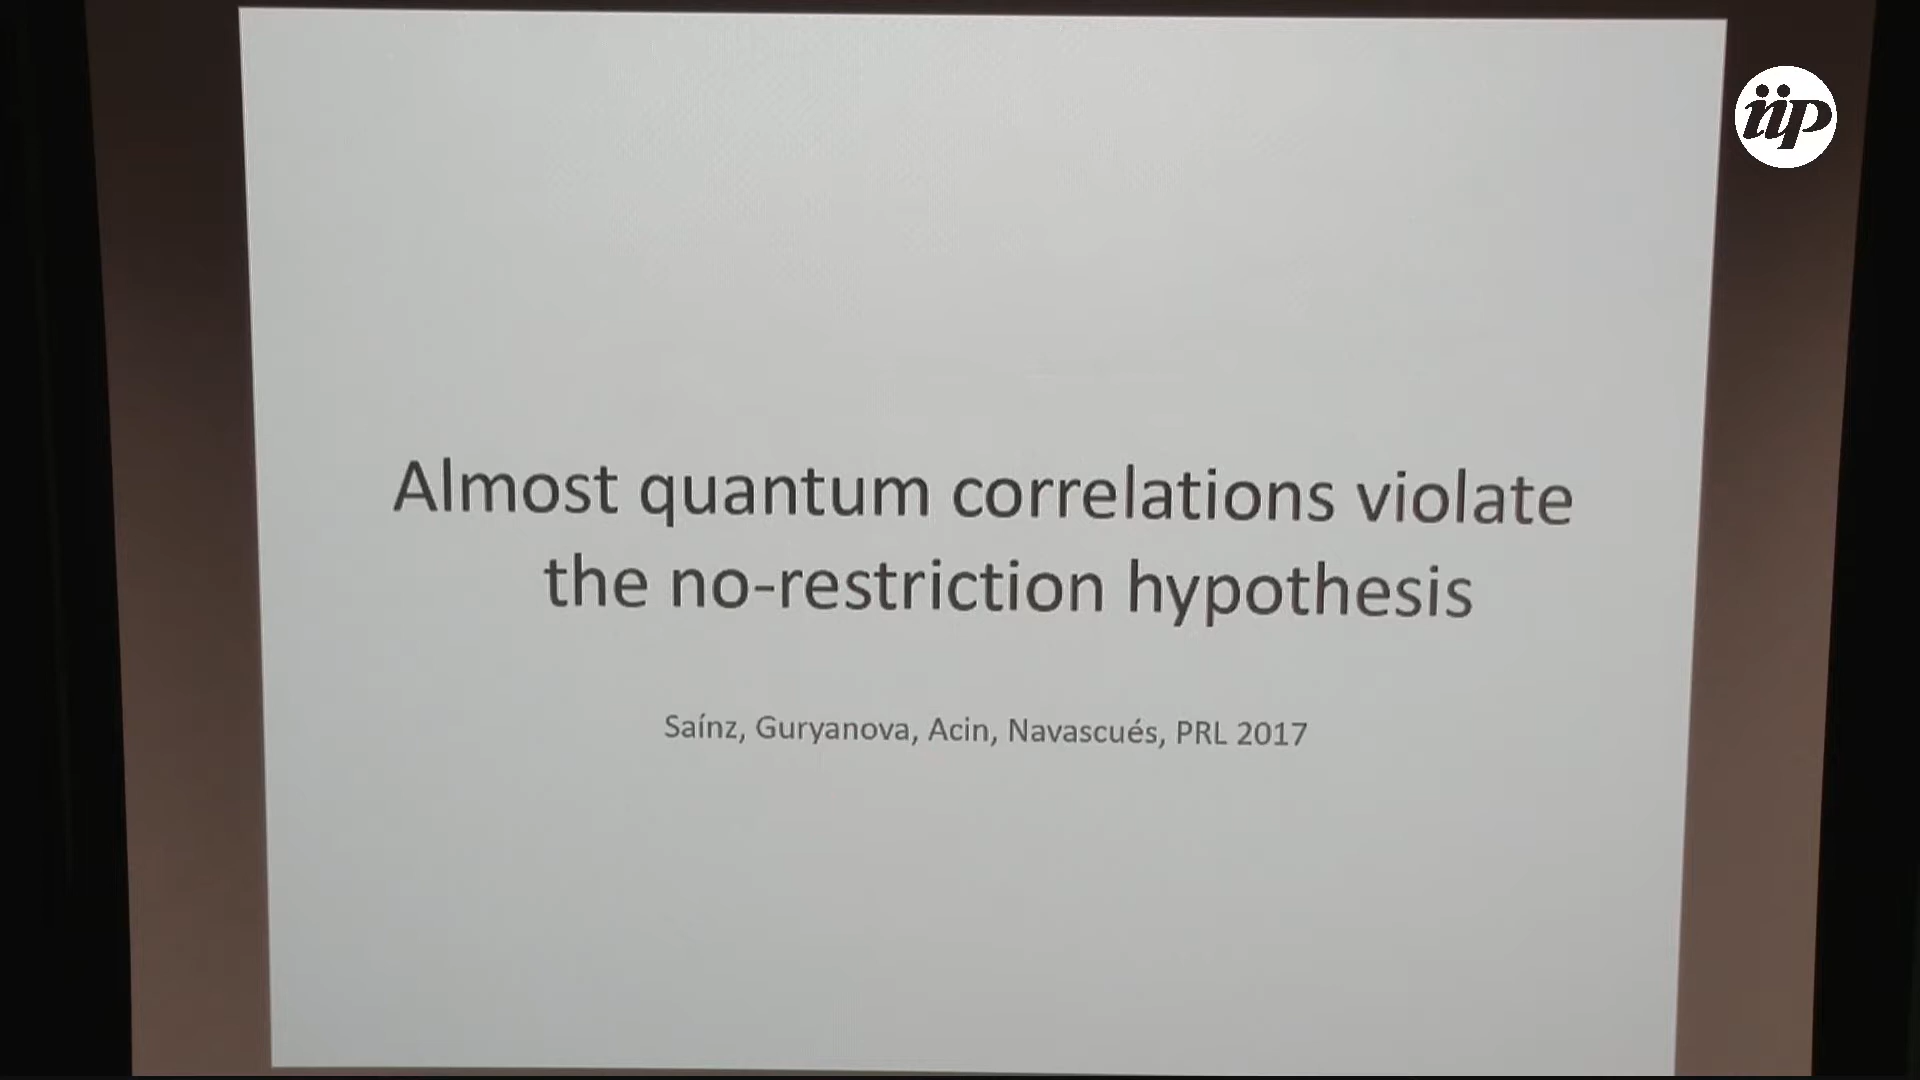 iip
Almost quantum correlations violate
the no-restriction hypothesis
Saínz, Guryanova, Acin, Navascués, PRL 2017